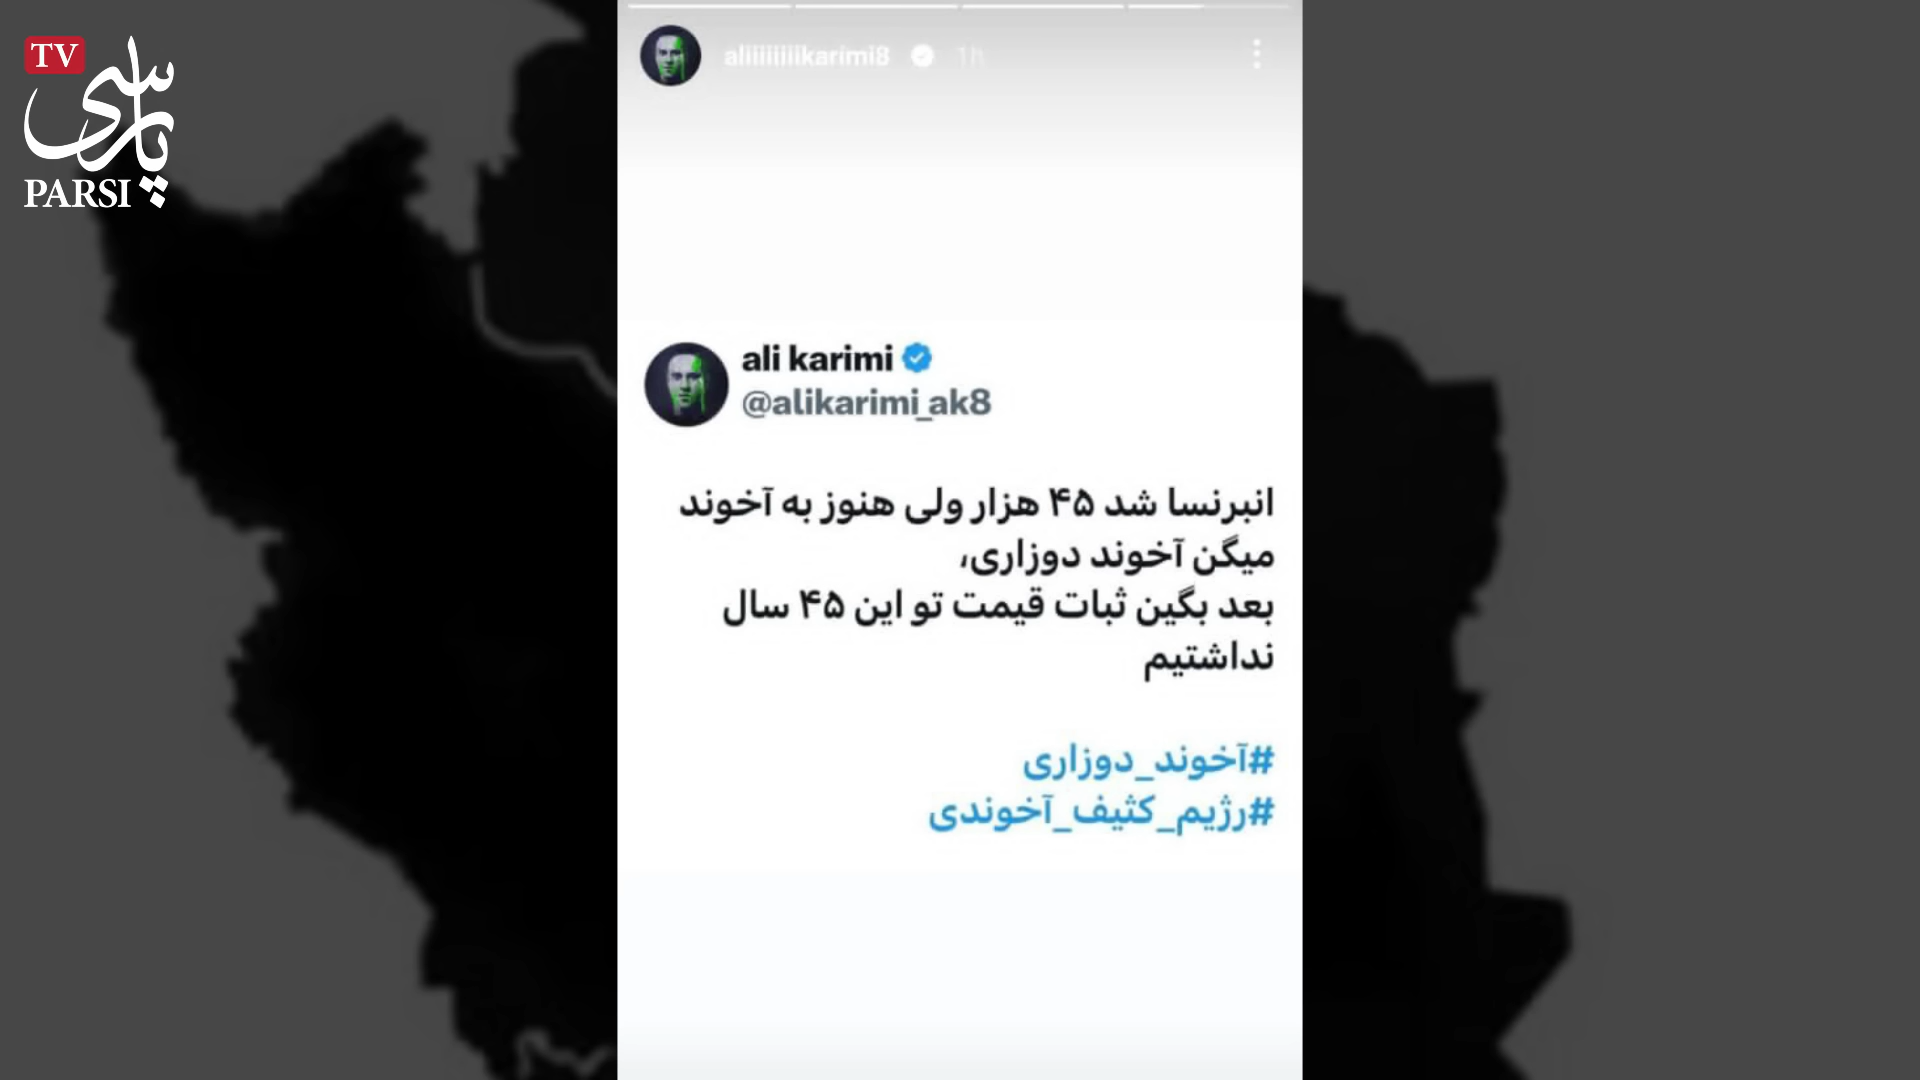 TV
پارسی
PARSI
aliiiiiiiikarimi8 1h
ali karimi
@alikarimi_ak8
انبرنسا شد ۴۵ هزار ولی هنوز به آخوند
میگن آخوند دوزاری،
بعد بگین ثبات قیمت تو این ۴۵ سال
نداشتیم
#آخوند_دوزاری
#رژیم_کثیف_آخوندی